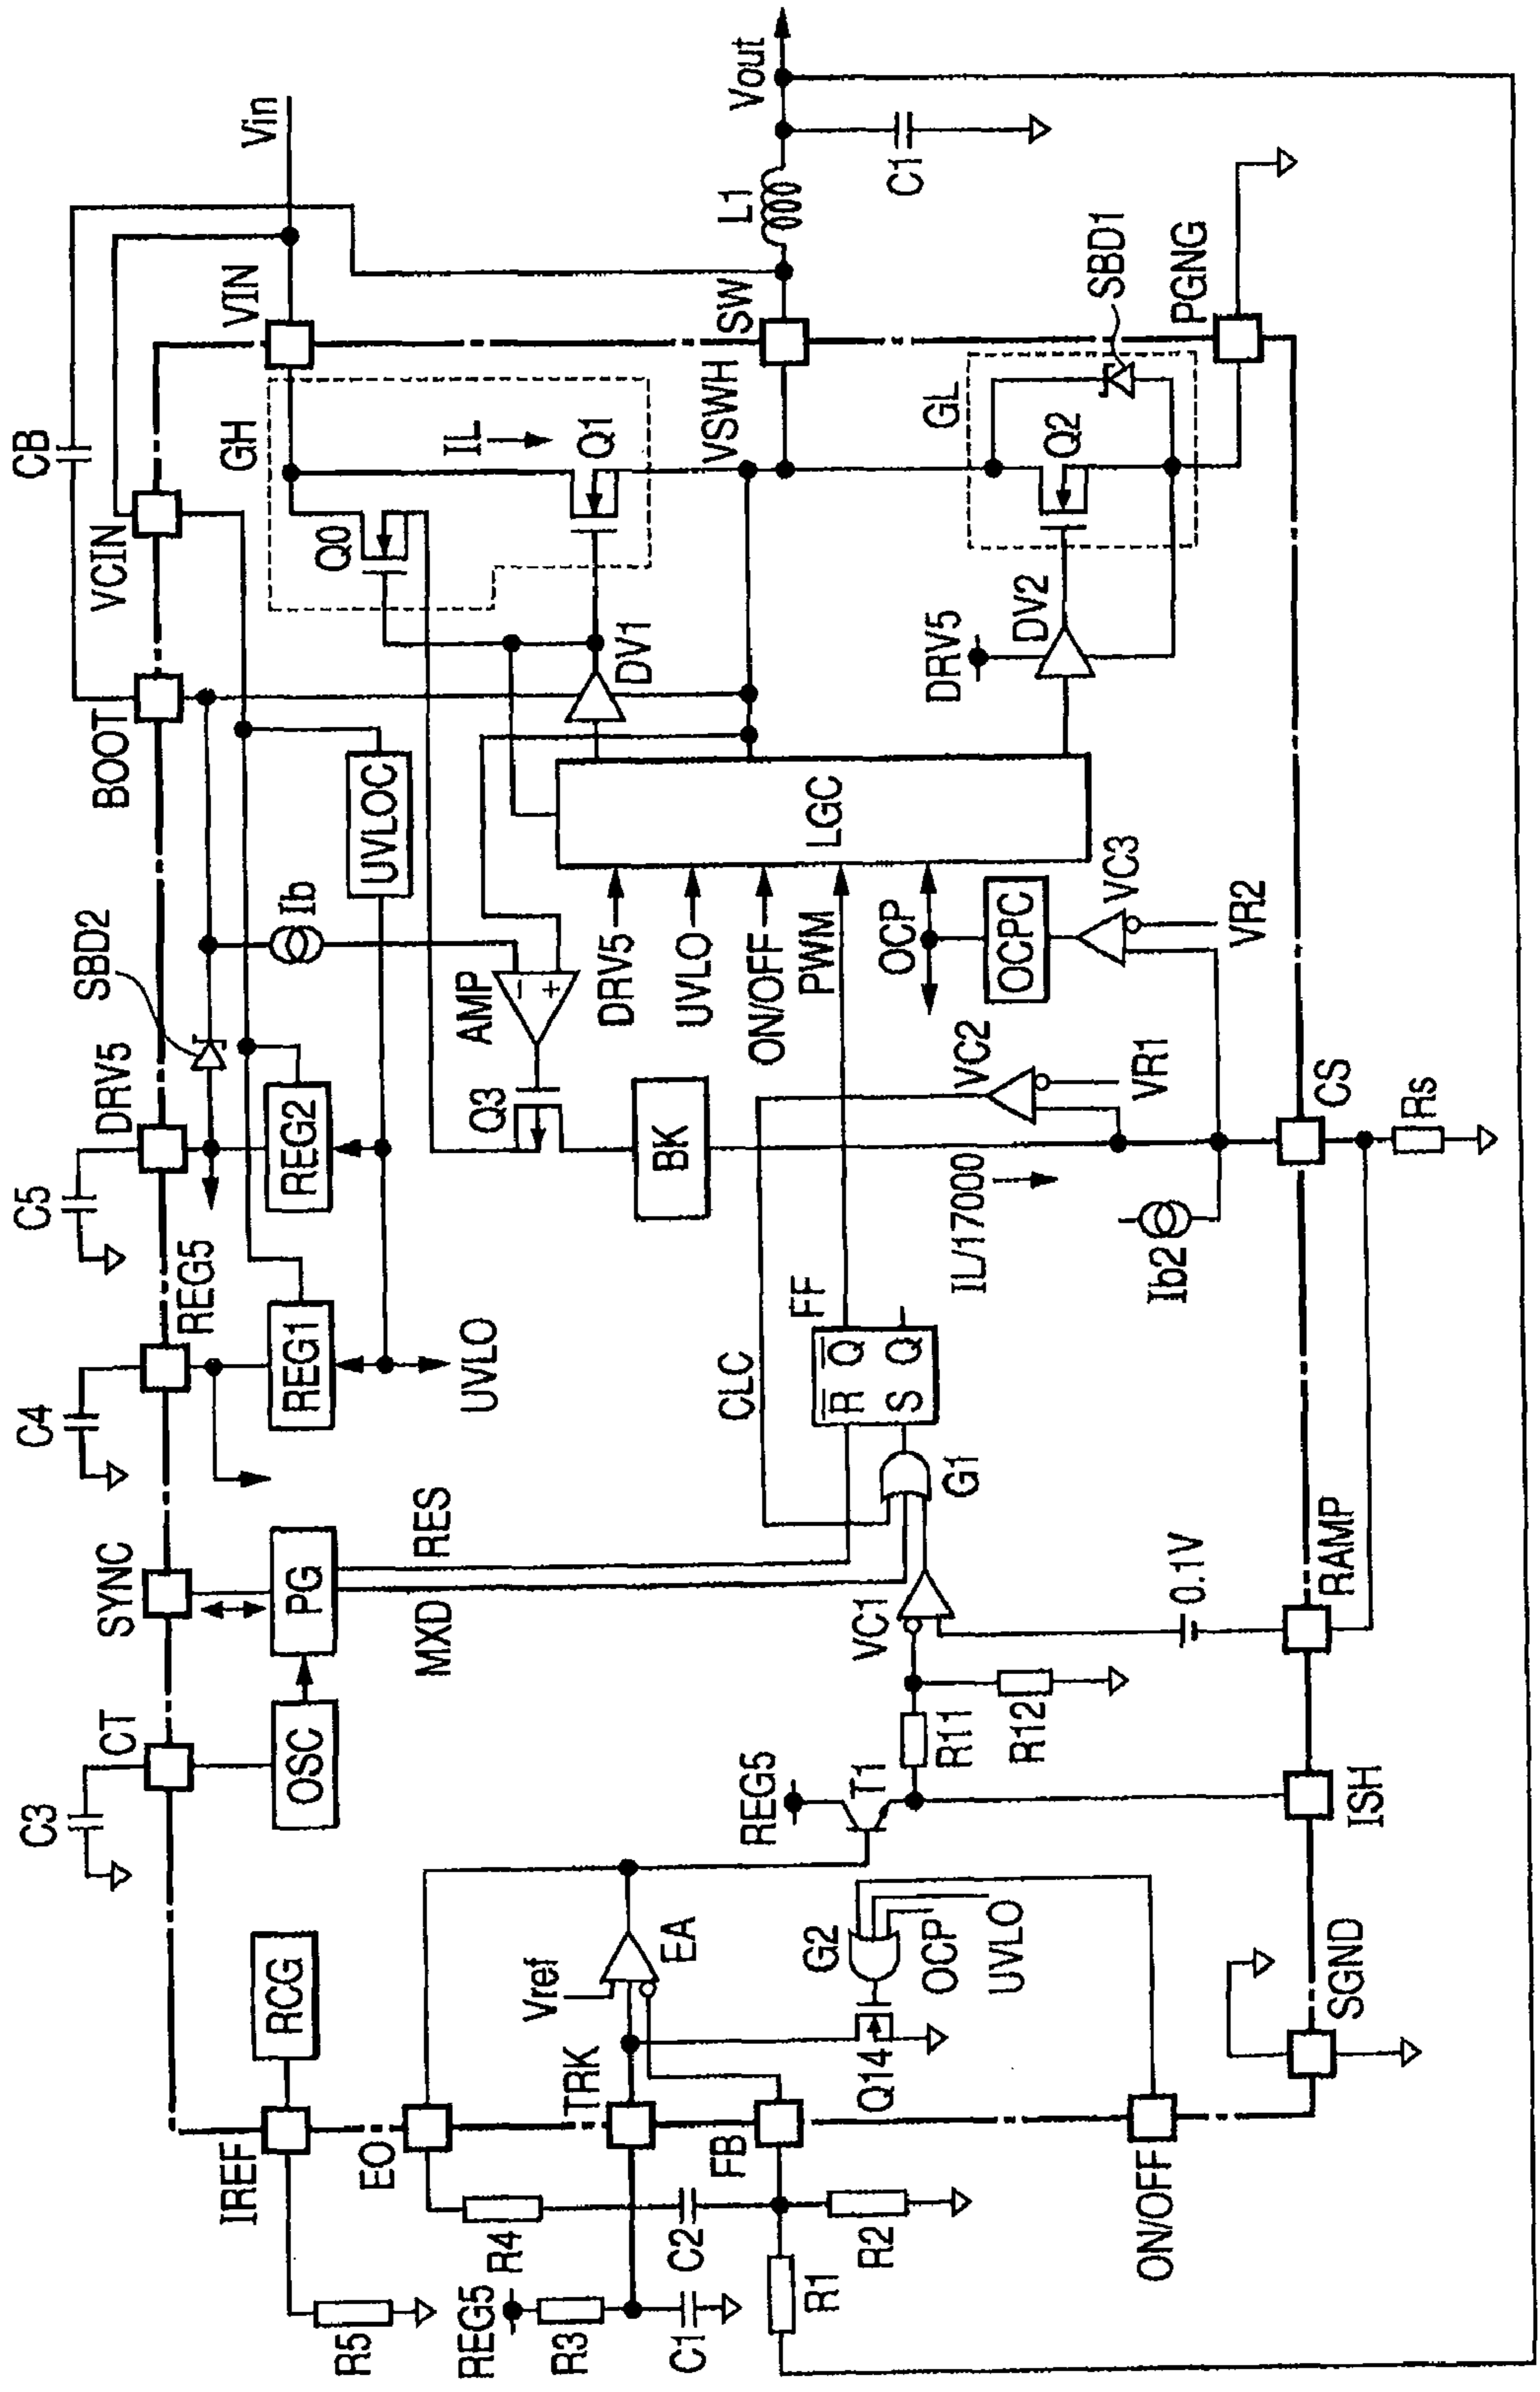 C3
C4
C5
SBD2
CB
CT
SYNC
REG5
DRV5
BOOT
VCIN
Vin
RCG
OSC
PG
REG1
REG2
UVLOC
VIN
IREF
UVLO
Ib
Q0
GH
IL
Q1
R5
EO
MXD
RES
Q3
AMP
DV1
VSWH
SW
L1
Vout
R4
REG5
R3
TRK
Vref
EA
REG5
T1
CLC
BK
DRV5
UVLO
ON/OFF
PWM
OCP
LGC
C1
C2
FB
R1
R2
Q14
G2
OCP
UVLO
R11
R12
VC1
G1
FF
R
S
Q
Q
IL/17000
Ib2
VC2
VR1
OCPC
VC3
VR2
DRV5
DV2
GL
Q2
SBD1
C1
PGNG
0.1V
ON/OFF
SGND
ISH
RAMP
CS
Rs